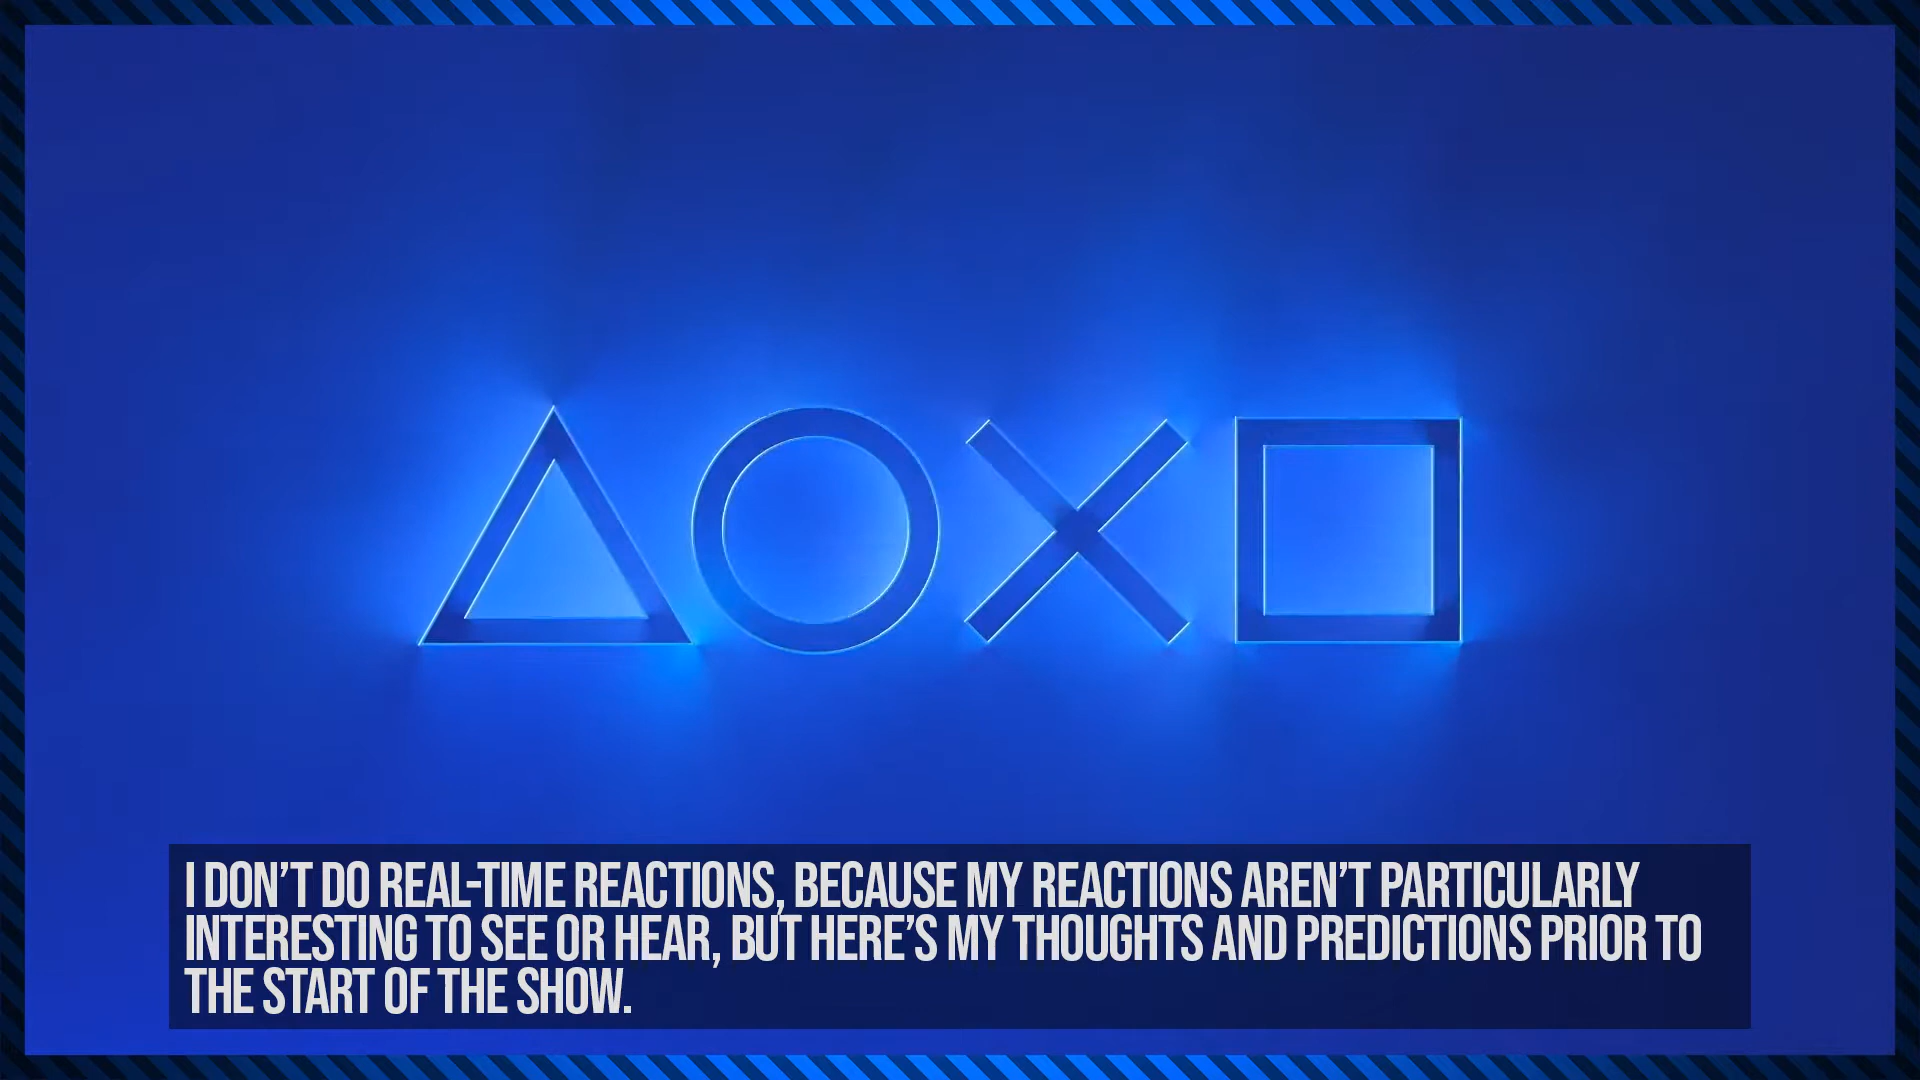 I DON’T DO REAL-TIME REACTIONS, BECAUSE MY REACTIONS AREN’T PARTICULARLY
INTERESTING TO SEE OR HEAR, BUT HERE’S MY THOUGHTS AND PREDICTIONS PRIOR TO
THE START OF THE SHOW.